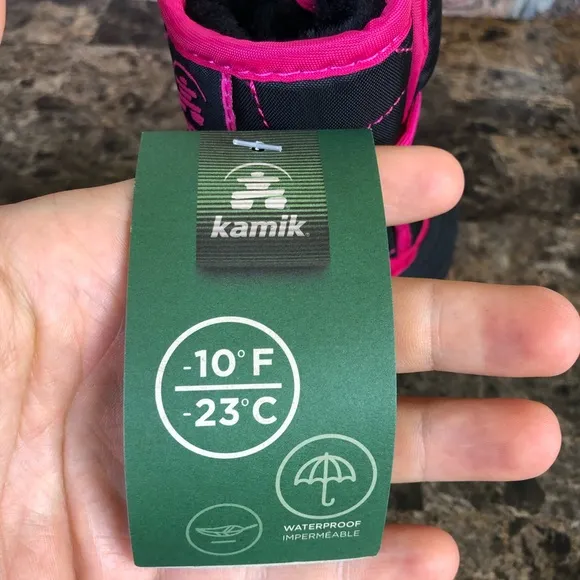 kamik
-10°F
-23°C
WATERPROOF
IMPERMÉABLE